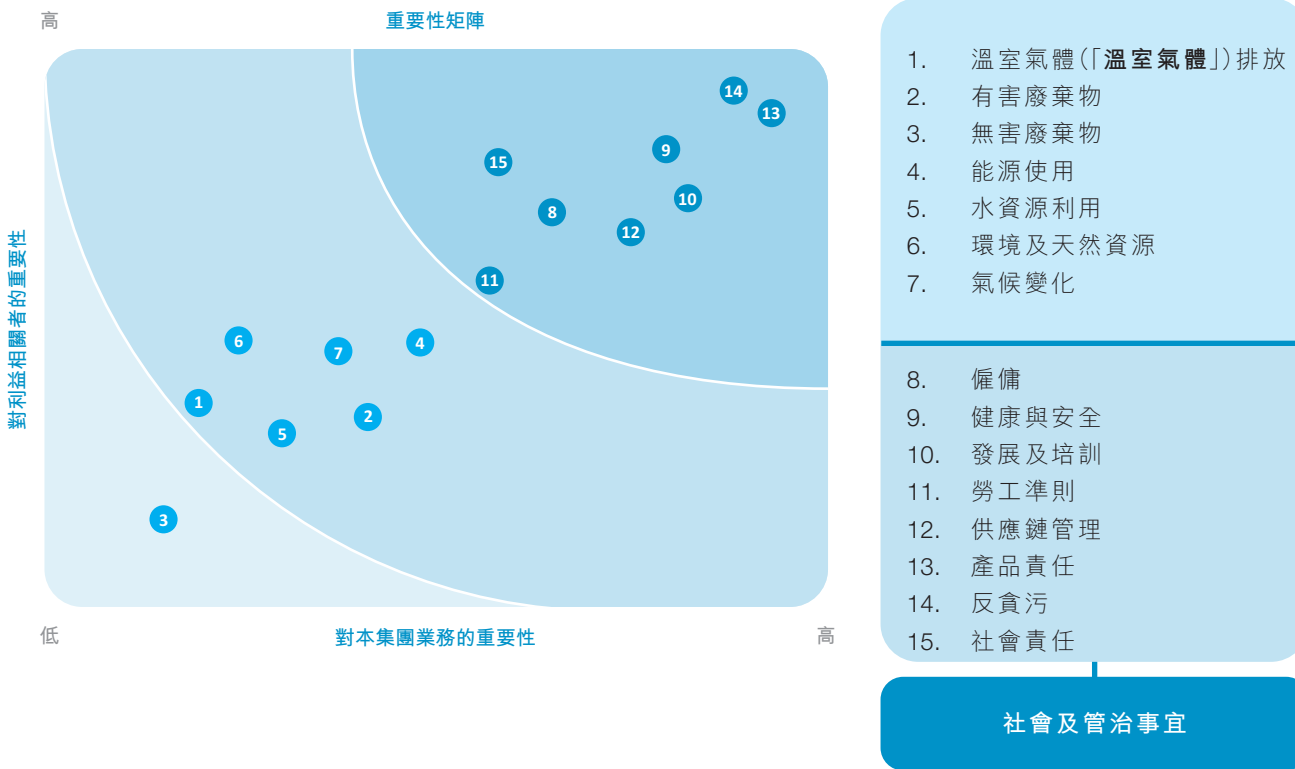 高
重要性矩陣
14
13
9
15
10
8
12
11
6
4
7
1
2
5
3
對利益相關者的重要性
低
對本集團業務的重要性
高
1. 溫室氣體(「溫室氣體」)排放
2. 有害廢棄物
3. 無害廢棄物
4. 能源使用
5. 水資源利用
6. 環境及天然資源
7. 氣候變化
8. 僱傭
9. 健康與安全
10. 發展及培訓
11. 勞工準則
12. 供應鏈管理
13. 產品責任
14. 反貪污
15. 社會責任
社會及管治事宜